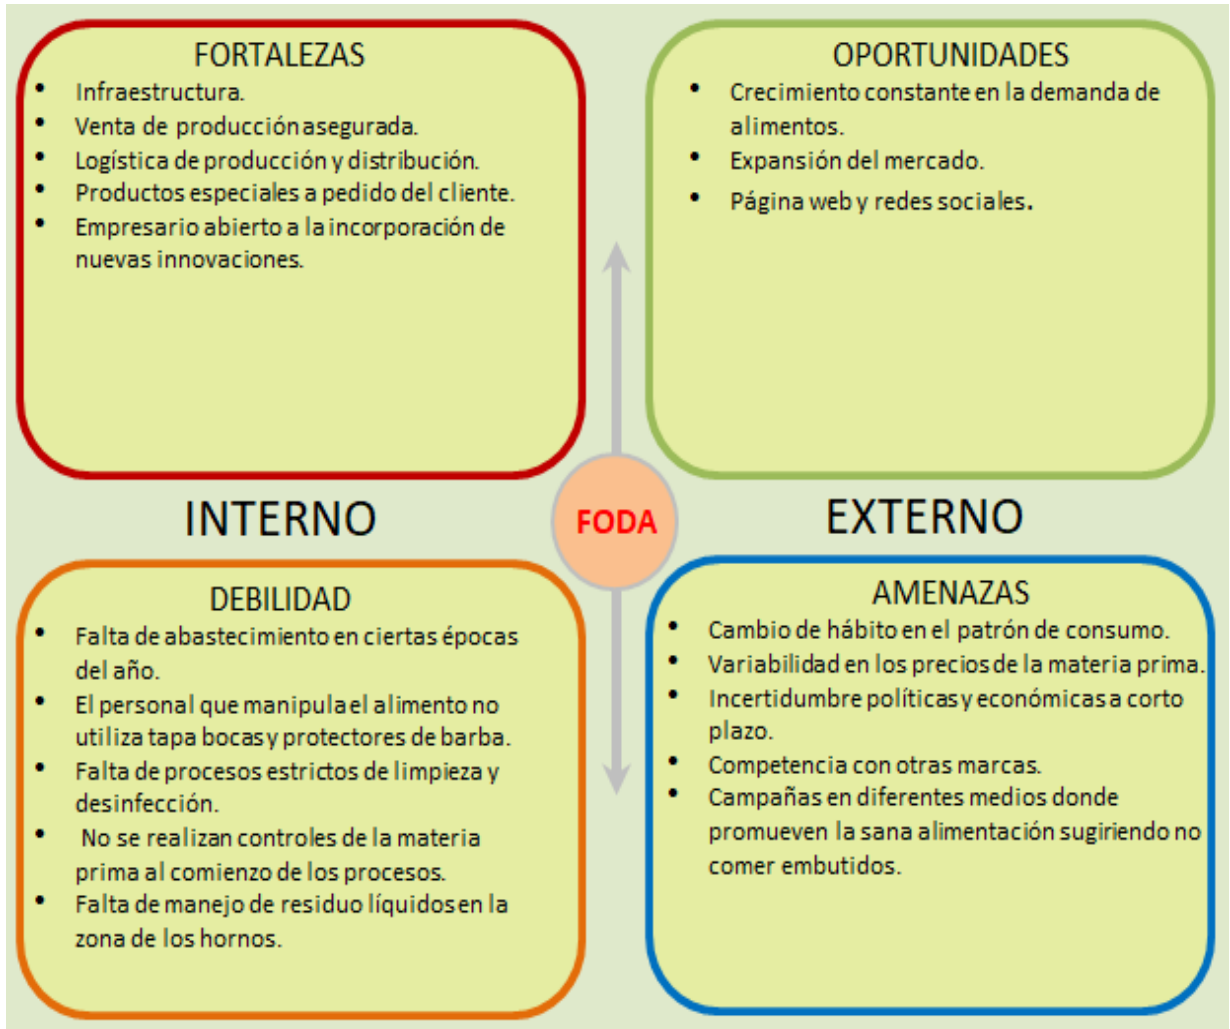 FORTALEZAS
• Infraestructura.
• Venta de producción asegurada.
• Logística de producción y distribución.
• Productos especiales a pedido del cliente.
• Empresario abierto a la incorporación de
nuevas innovaciones.
OPORTUNIDADES
• Crecimiento constante en la demanda de
alimentos.
• Expansión del mercado.
• Página web y redes sociales.
INTERNO
FODA
EXTERNO
DEBILIDAD
• Falta de abastecimiento en ciertas épocas
del año.
• El personal que manipula el alimento no
utiliza tapa bocas y protectores de barba.
• Falta de procesos estrictos de limpieza y
desinfección.
• No se realizan controles de la materia
prima al comienzo de los procesos.
• Falta de manejo de residuo líquidos en la
zona de los hornos.
AMENAZAS
• Cambio de hábito en el patrón de consumo.
• Variabilidad en los precios de la materia prima.
• Incertidumbre políticas y económicas a corto
plazo.
• Competencia con otras marcas.
• Campañas en diferentes medios donde
promueven la sana alimentación sugiriendo no
comer embutidos.